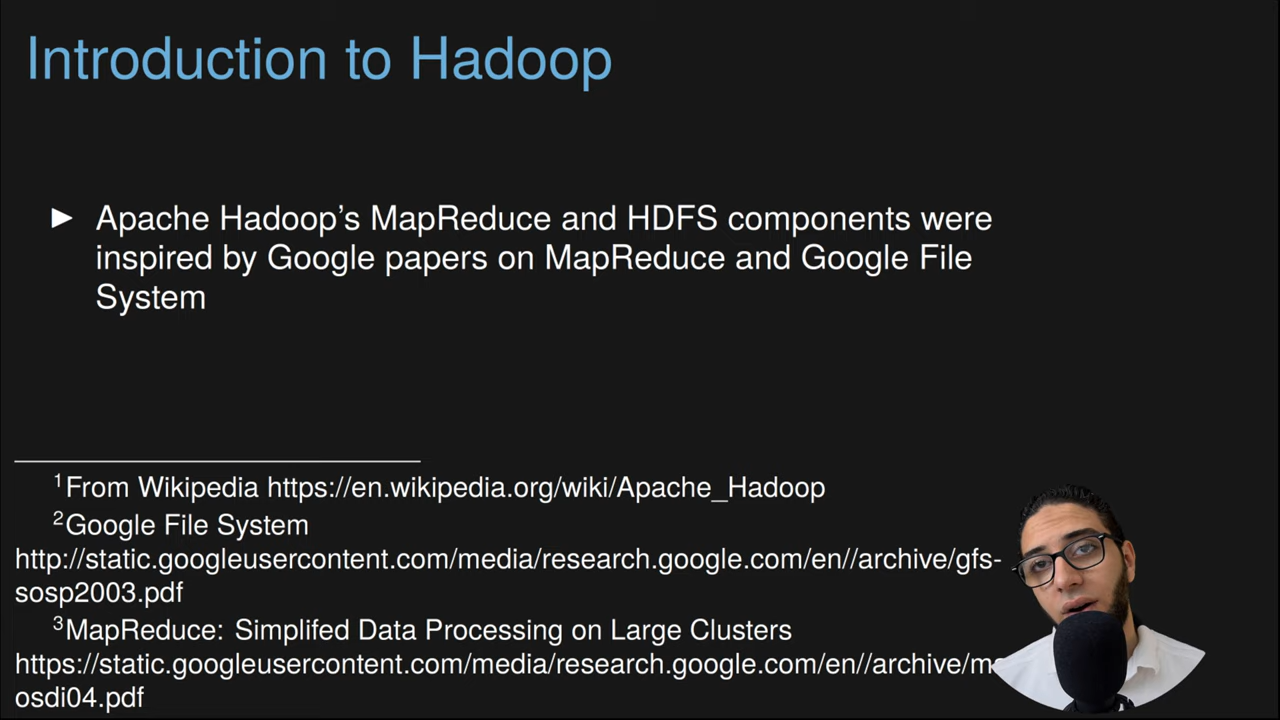 Introduction to Hadoop
► Apache Hadoop's MapReduce and HDFS components were
inspired by Google papers on MapReduce and Google File
System
1From Wikipedia https://en.wikipedia.org/wiki/Apache_Hadoop
2Google File System
http://static.googleusercontent.com/media/research.google.com/en//archive/gfs-
sosp2003.pdf
3MapReduce: Simplifed Data Processing on Large Clusters
https://static.googleusercontent.com/media/research.google.com/en//archive/
osdi04.pdf